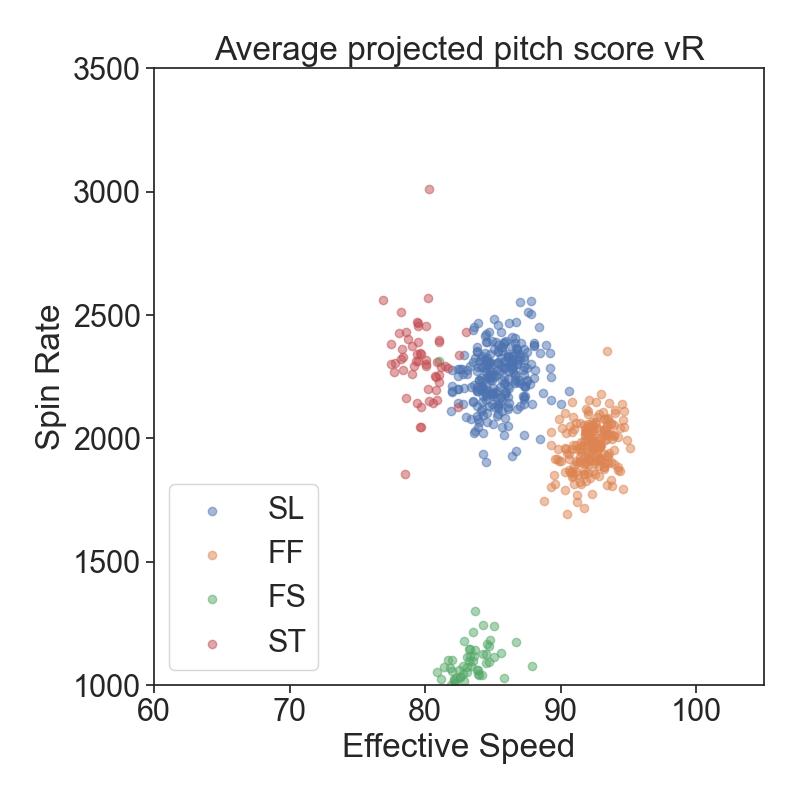 Average projected pitch score vR
3500
3000
2500
2000
1500
1000
Spin Rate
SL
FF
FS
ST
60 70 80 90 100
Effective Speed